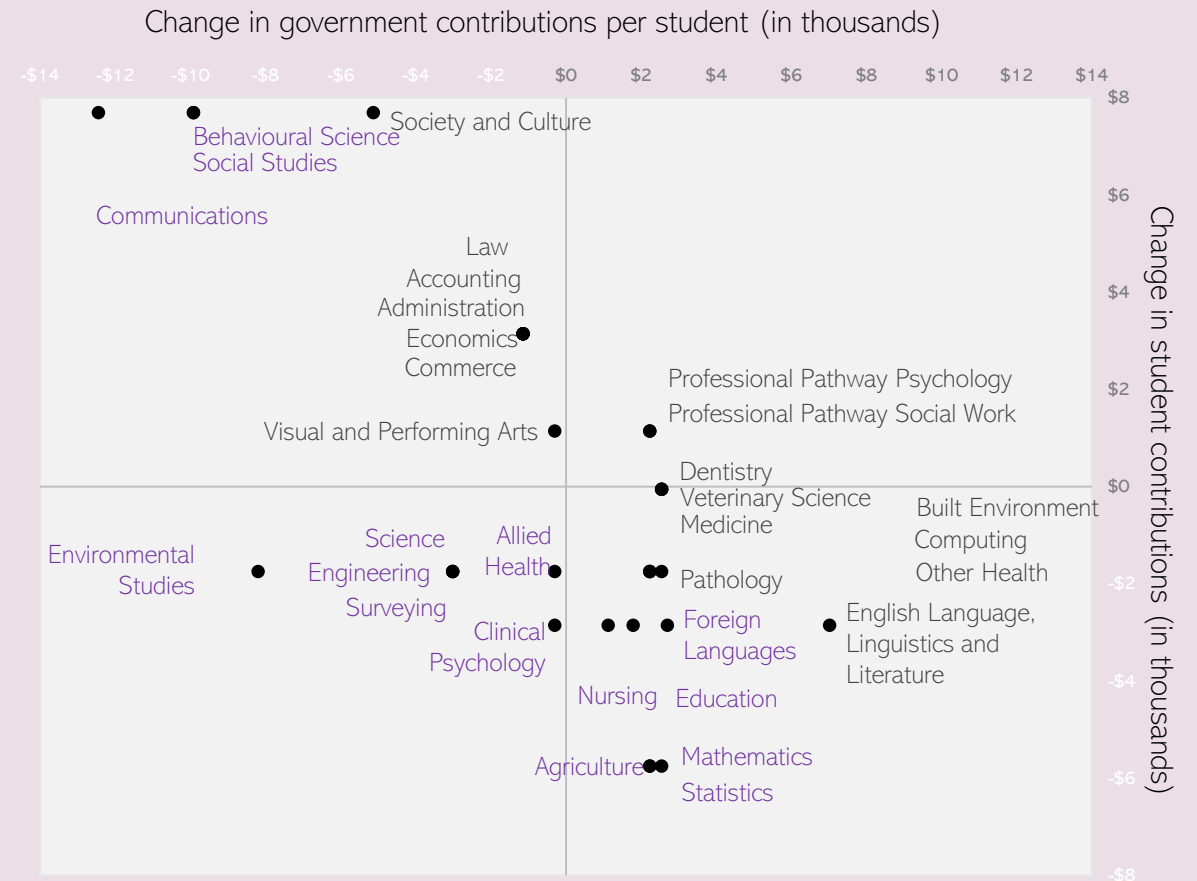 Change in government contributions per student (in thousands)
-$14 -$12 -$10 -$8 -$6 -$4 -$2 $0 $2 $4 $6 $8 $10 $12 $14
$8
Society and Culture
Behavioural Science
Social Studies
$6
Communications
Law
Accounting
$4
Administration
Economics
Commerce
Professional Pathway Psychology
$2
Professional Pathway Social Work
Visual and Performing Arts
Dentistry
$0
Veterinary Science
Medicine
Built Environment
Computing
Other Health
Allied
Health
Science
Engineering
Surveying
Environmental
Studies
Pathology
-$2
English Language,
Linguistics and
Literature
Foreign
Languages
Clinical
Psychology
-$4
Nursing
Education
Mathematics
Statistics
Agriculture
-$6
-$8
Change in student contributions (in thousands)